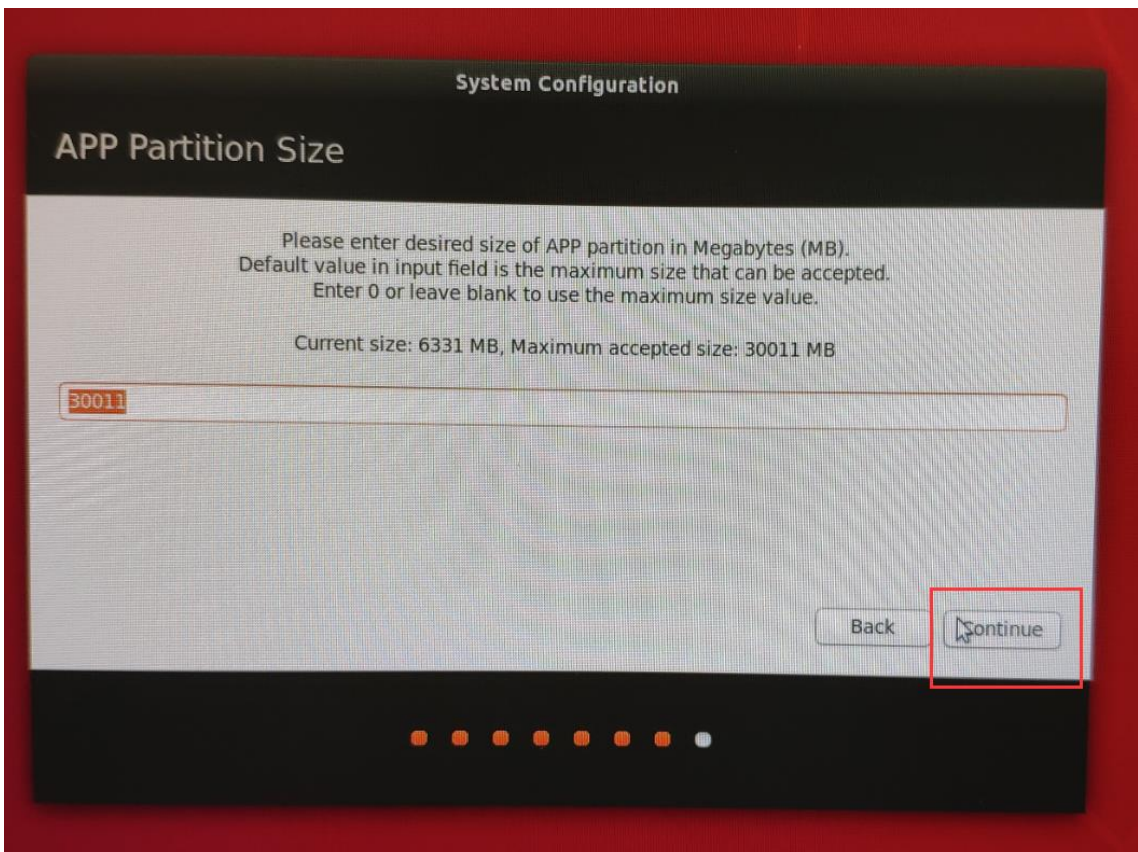 System Configuration
APP Partition Size
Please enter desired size of APP partition in Megabytes (MB).
Default value in input field is the maximum size that can be accepted.
Enter 0 or leave blank to use the maximum size value.
Current size: 6331 MB, Maximum accepted size: 30011 MB
30011
Back
Continue